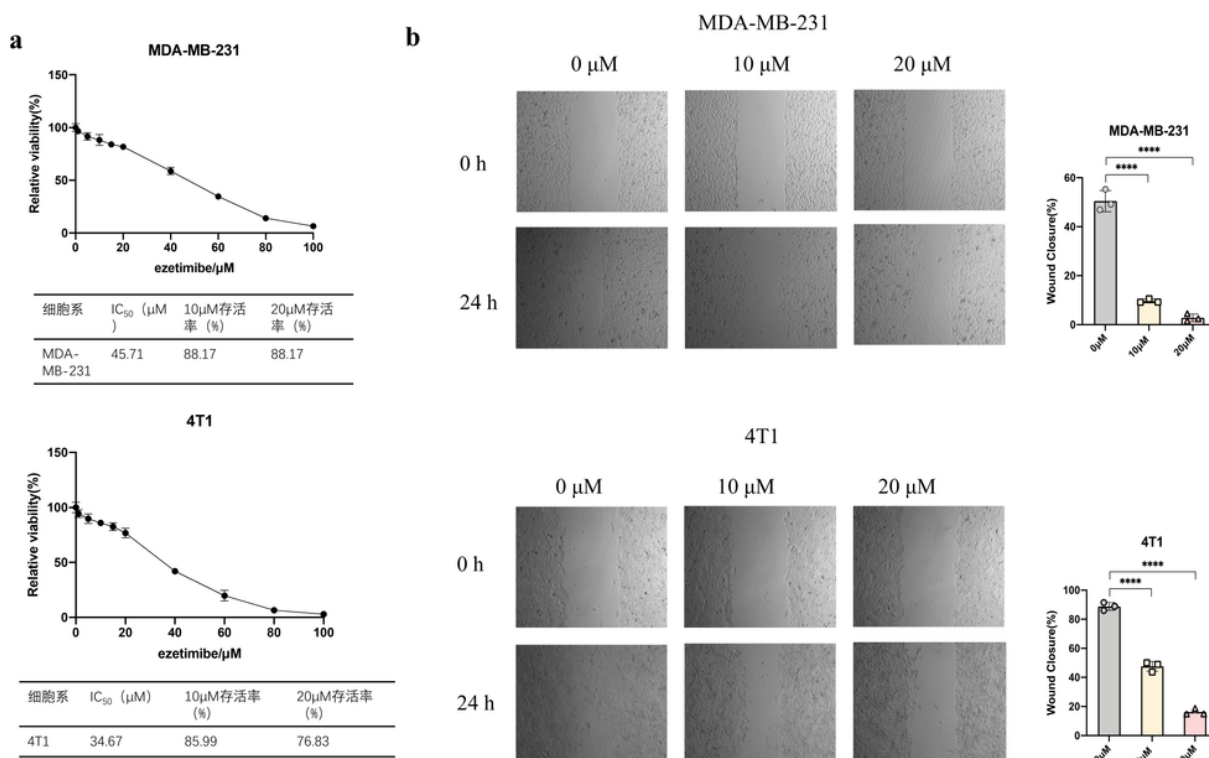 a
MDA-MB-231
Relative viability(%)
150
100
50
0
0 20 40 60 80 100
ezetimibe/μM
细胞系 IC₅₀（μM） 10μM存活率（%） 20μM存活率（%）
MDA-MB-231 45.71 88.17 88.17
4T1
Relative viability(%)
150
100
50
0
0 20 40 60 80 100
ezetimibe/μM
细胞系 IC₅₀（μM） 10μM存活率（%） 20μM存活率（%）
4T1 34.67 85.99 76.83
b
MDA-MB-231
0 μM 10 μM 20 μM
0 h
24 h
MDA-MB-231
****
****
Wound Closure(%)
60
40
20
0
0μM 10μM 20μM
4T1
0 μM 10 μM 20 μM
0 h
24 h
4T1
****
****
Wound Closure(%)
100
80
60
40
20
0